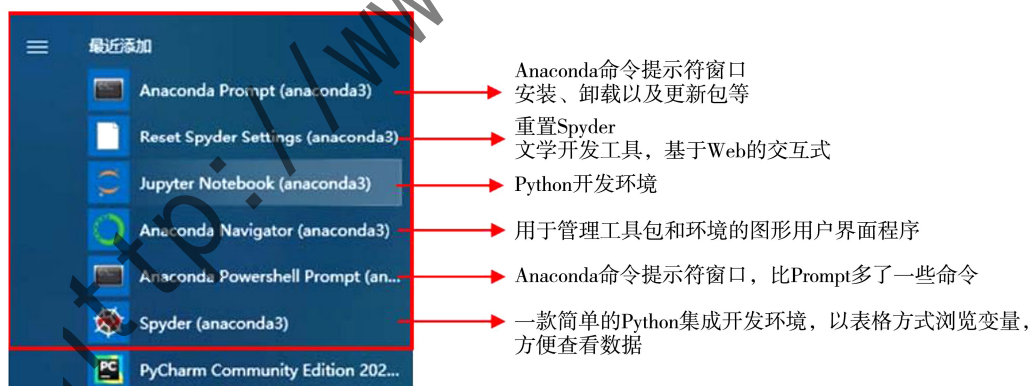 最近添加
Anaconda Prompt (anaconda3)
Anaconda命令提示符窗口
安装、卸载以及更新包等
Reset Spyder Settings (anaconda3)
重置Spyder
文学开发工具，基于Web的交互式
Jupyter Notebook (anaconda3)
Python开发环境
Anaconda Navigator (anaconda3)
用于管理工具包和环境的图形用户界面程序
Anaconda Powershell Prompt (an...
Anaconda命令提示符窗口，比Prompt多了一些命令
Spyder (anaconda3)
一款简单的Python集成开发环境，以表格方式浏览变量，
方便查看数据
PC
PyCharm Community Edition 202...
http://ww